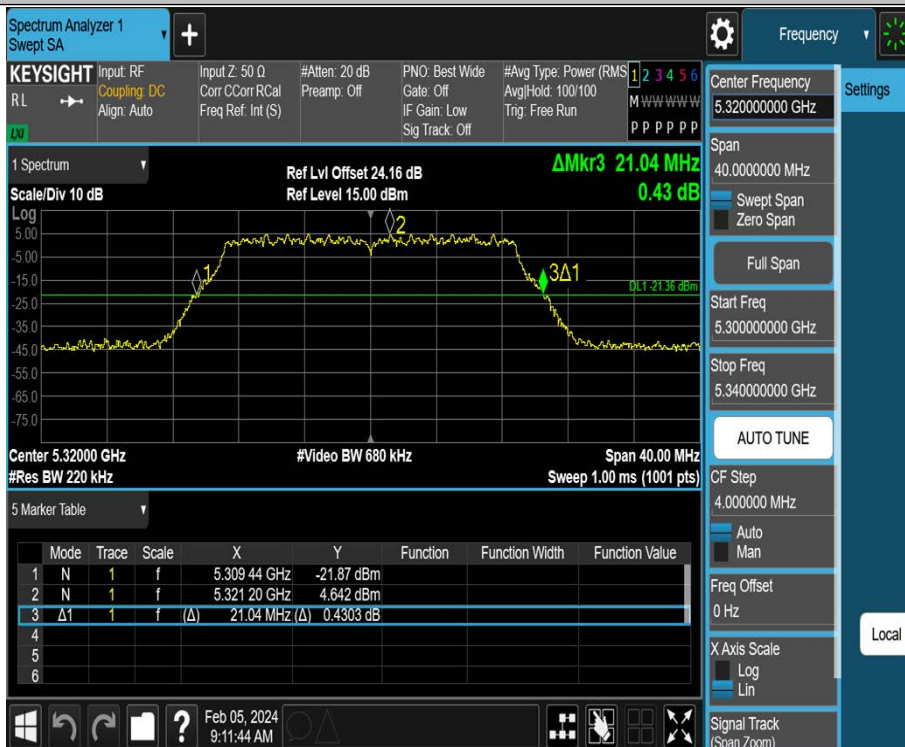 Spectrum Analyzer 1
Swept SA
+
Frequency
KEYSIGHT
R L
LXI
Input: RF
Coupling: DC
Align: Auto
Input Z: 50 Ω
Corr CCorr RCal
Freq Ref: Int (S)
#Atten: 20 dB
Preamp: Off
PNO: Best Wide
Gate: Off
IF Gain: Low
Sig Track: Off
#Avg Type: Power (RMS
Avg|Hold: 100/100
Trig: Free Run
1 2 3 4 5 6
M W W W W W
P P P P P P
1 Spectrum
Scale/Div 10 dB
Ref Lvl Offset 24.16 dB
Ref Level 15.00 dBm
ΔMkr3 21.04 MHz
0.43 dB
Log
5.00
-5.00
-15.0
-25.0
-35.0
-45.0
-55.0
-65.0
-75.0
1
2
3Δ1
DL1 -21.36 dBm
Center 5.32000 GHz
#Res BW 220 kHz
#Video BW 680 kHz
Span 40.00 MHz
Sweep 1.00 ms (1001 pts)
5 Marker Table
Mode Trace Scale X Y Function Function Width Function Value
1 N 1 f 5.309 44 GHz -21.87 dBm
2 N 1 f 5.321 20 GHz 4.642 dBm
3 Δ1 1 f (Δ) 21.04 MHz (Δ) 0.4303 dB
4
5
6
?
Feb 05, 2024
9:11:44 AM
Center Frequency
5.320000000 GHz
Span
40.0000000 MHz
Swept Span
Zero Span
Full Span
Start Freq
5.300000000 GHz
Stop Freq
5.340000000 GHz
AUTO TUNE
CF Step
4.000000 MHz
Auto
Man
Freq Offset
0 Hz
X Axis Scale
Log
Lin
Signal Track
(Span Zoom)
Settings
Local